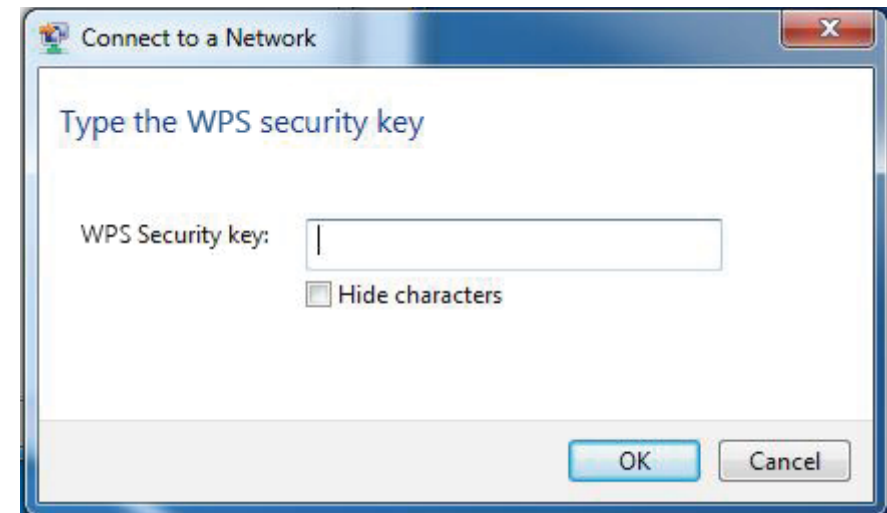 Connect to a Network
Type the WPS security key
WPS Security key:
Hide characters
OK Cancel